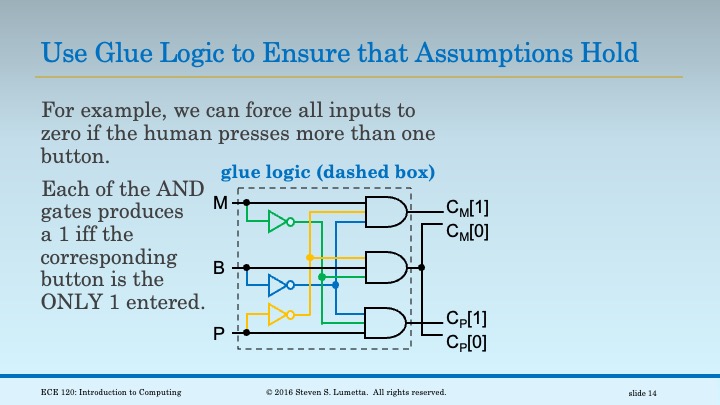 Use Glue Logic to Ensure that Assumptions Hold
For example, we can force all inputs to
zero if the human presses more than one
button.
glue logic (dashed box)
Each of the AND
gates produces
a 1 iff the
corresponding
button is the
ONLY 1 entered.
M
B
P
C_M[1]
C_M[0]
C_P[1]
C_P[0]
ECE 120: Introduction to Computing
© 2016 Steven S. Lumetta. All rights reserved.
slide 14